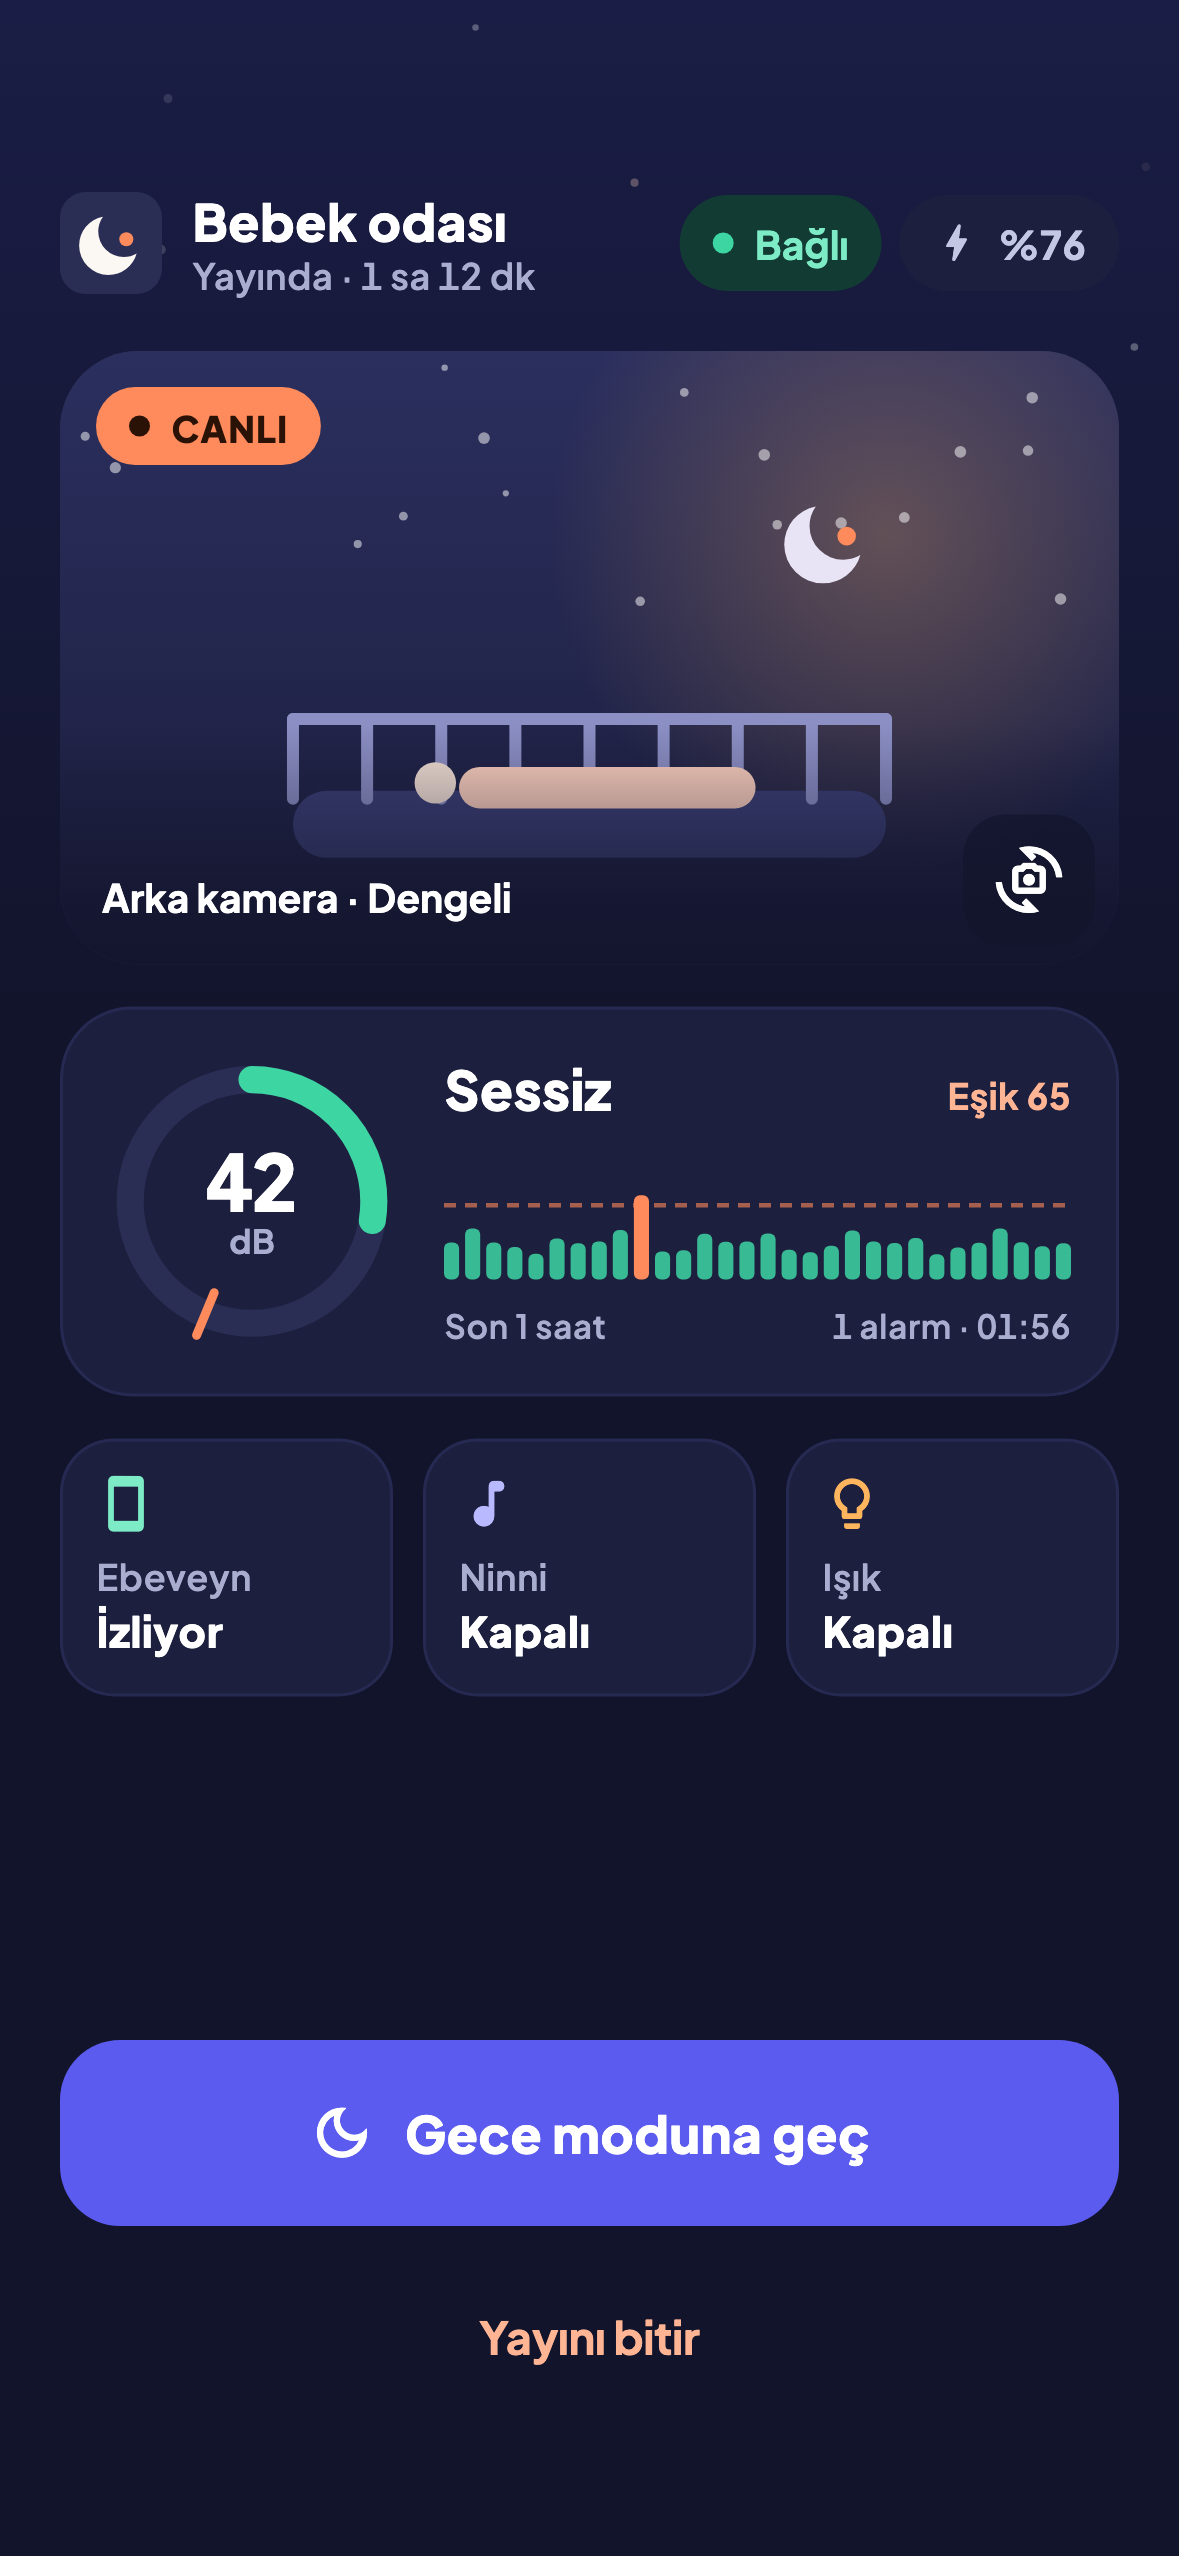 Bebek odası
Yayında · 1 sa 12 dk
Bağlı
%76
CANLI
Arka kamera · Dengeli
42
dB
Sessiz
Eşik 65
Son 1 saat
1 alarm · 01:56
Ebeveyn
İzliyor
Ninni
Kapalı
Işık
Kapalı
Gece moduna geç
Yayını bitir